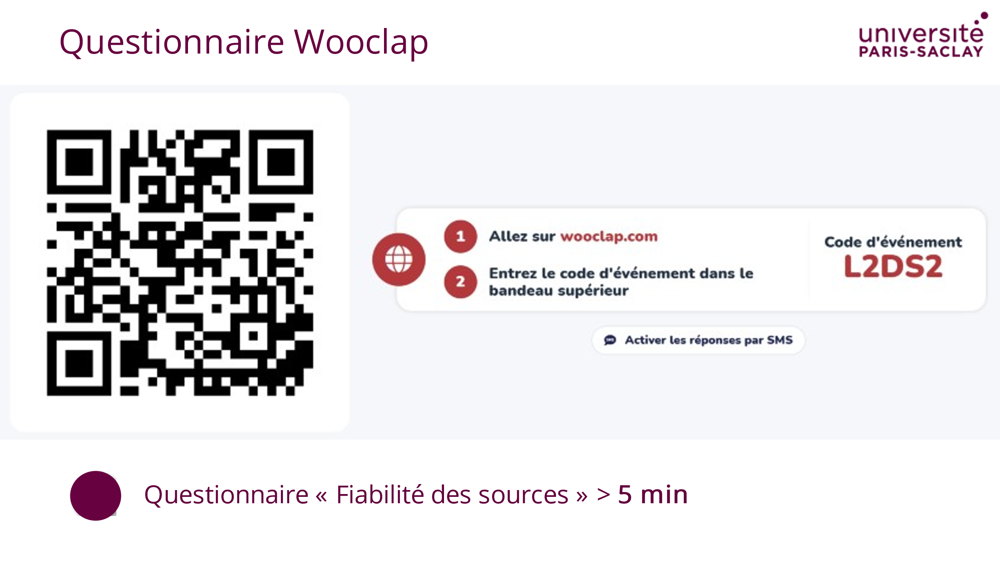 Questionnaire Wooclap
université
PARIS-SACLAY
1 Allez sur wooclap.com
2 Entrez le code d'événement dans le
bandeau supérieur
Code d'événement
L2DS2
SMS Activer les réponses par SMS
Questionnaire « Fiabilité des sources » > 5 min